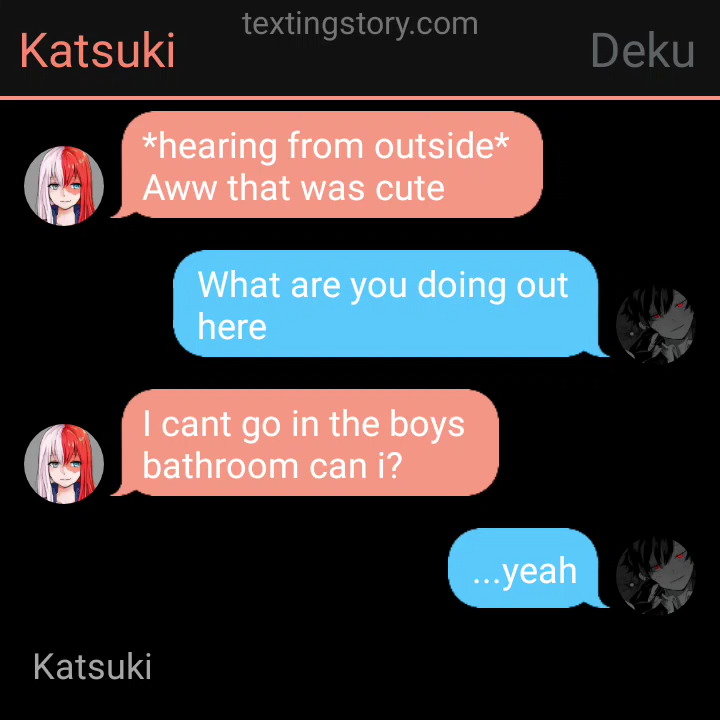 textingstory.com
Katsuki
Deku
*hearing from outside*
Aww that was cute
What are you doing out
here
I cant go in the boys
bathroom can i?
...yeah
Katsuki